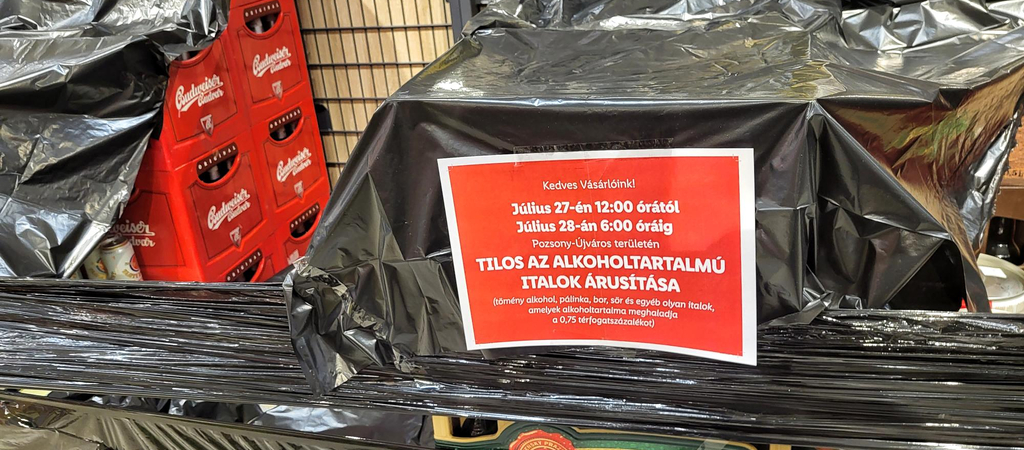 Budweiser
Budvar
Budweiser
Budvar
ORIGINAL
Budweiser
Budvar
Budweiser
Budvar
Kedves Vásárlóink!
Július 27-én 12:00 órától
Július 28-án 6:00 óráig
Pozsony-Újváros területén
TILOS AZ ALKOHOLTARTALMÚ
ITALOK ÁRUSÍTÁSA
(tömény alkohol, pálinka, bor, sör és egyéb olyan italok,
amelyek alkoholtartalma meghaladja
a 0,75 térfogatszázalékot)